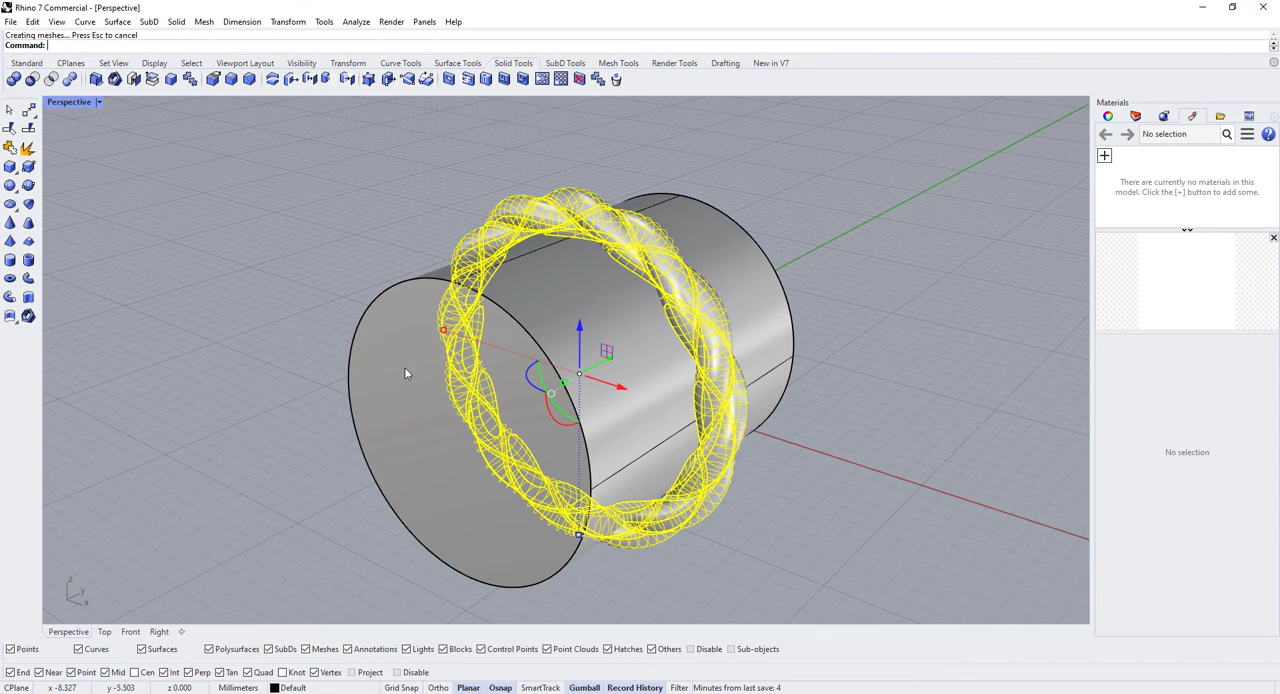 Rhino 7 Commercial - [Perspective]
File Edit View Curve Surface SubD Solid Mesh Dimension Transform Tools Analyze Render Panels Help
Creating meshes... Press Esc to cancel
Command:
Standard CPlanes Set View Display Select Viewport Layout Visibility Transform Curve Tools Surface Tools Solid Tools SubD Tools Mesh Tools Render Tools Drafting New in V7
Perspective
Materials
No selection
There are currently no materials in this
model. Click the [+] button to add some.
No selection
z
y
x
Perspective Top Front Right
Points Curves Surfaces Polysurfaces SubDs Meshes Annotations Lights Blocks Control Points Point Clouds Hatches Others Disable Sub-objects
End Near Point Mid Cen Int Perp Tan Quad Knot Vertex Project Disable
CPlane x -8.327 y -5.503 z 0.000 Millimeters Default Grid Snap Ortho Planar Osnap SmartTrack Gumball Record History Filter Minutes from last save: 4